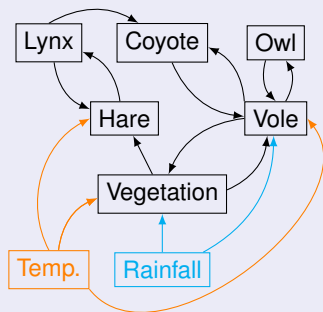 Lynx
Coyote
Owl
Hare
Vole
Vegetation
Temp.
Rainfall